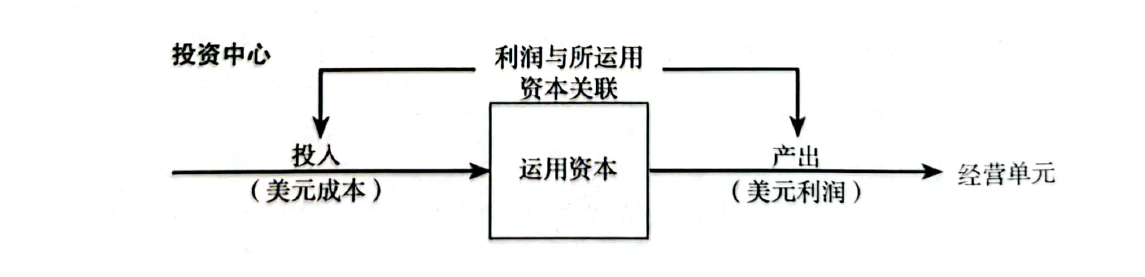 投资中心
利润与所运用
资本关联
投入
（美元成本）
运用资本
产出
（美元利润）
经营单元